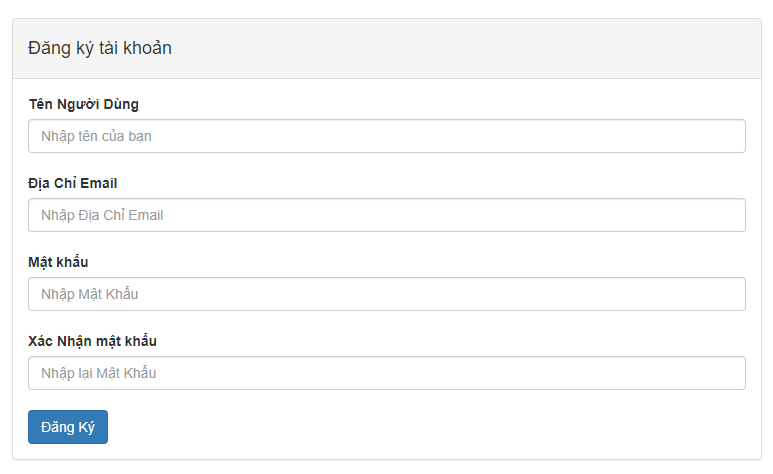 Đăng ký tài khoản
Tên Người Dùng
Nhập tên của bạn
Địa Chỉ Email
Nhập Địa Chỉ Email
Mật khẩu
Nhập Mật Khẩu
Xác Nhận mật khẩu
Nhập lại Mật Khẩu
Đăng Ký